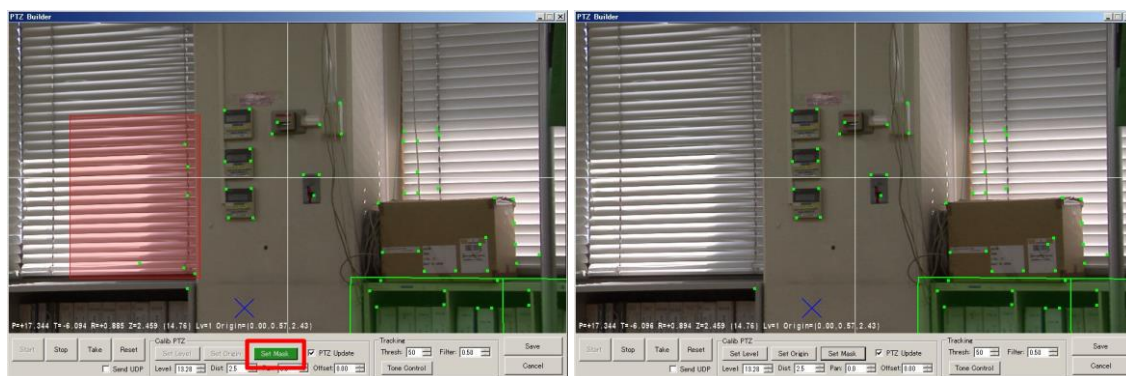 PTZ Builder
P=+17.344 T=-6.094 R=+0.885 Z=2.459 (14.76) Lv=1 Origin=(0.00,0.57,2.43)
Start Stop Take Reset
Calib PTZ
Set Level Set Origin Set Mask PTZ Update
Send UDP Level 13.28 Dist 2.5 Pan Offset 0.00
Tracking
Thresh: 50 Filter: 0.50
Tone Control
Save
Cancel
PTZ Builder
P=+17.344 T=-6.096 R=+0.894 Z=2.459 (14.76) Lv=1 Origin=(0.00,0.57,2.43)
Start Stop Take Reset
Calib PTZ
Set Level Set Origin Set Mask PTZ Update
Send UDP Level 13.28 Dist 2.5 Pan 0.0 Offset 0.00
Tracking
Thresh: 50 Filter: 0.50
Tone Control
Save
Cancel